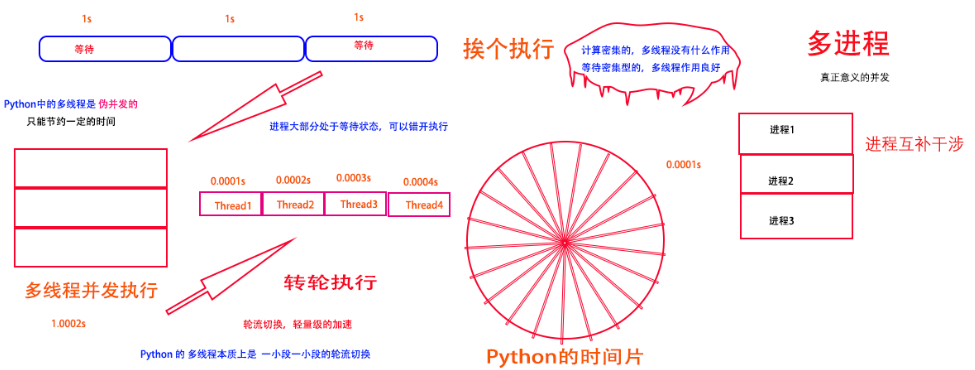 1s
1s
1s
等待
等待
挨个执行
计算密集的，多线程没有什么作用
等待密集型的，多线程作用良好
多进程
真正意义的并发
Python中的多线程是 伪并发的
只能节约一定的时间
进程大部分处于等待状态，可以错开执行
进程1
进程2
进程3
进程互补干涉
0.0001s
0.0001s
0.0002s
0.0003s
0.0004s
Thread1
Thread2
Thread3
Thread4
多线程并发执行
1.0002s
转轮执行
轮流切换，轻量级的加速
Python 的 多线程本质上是 一小段一小段的轮流切换
Python的时间片